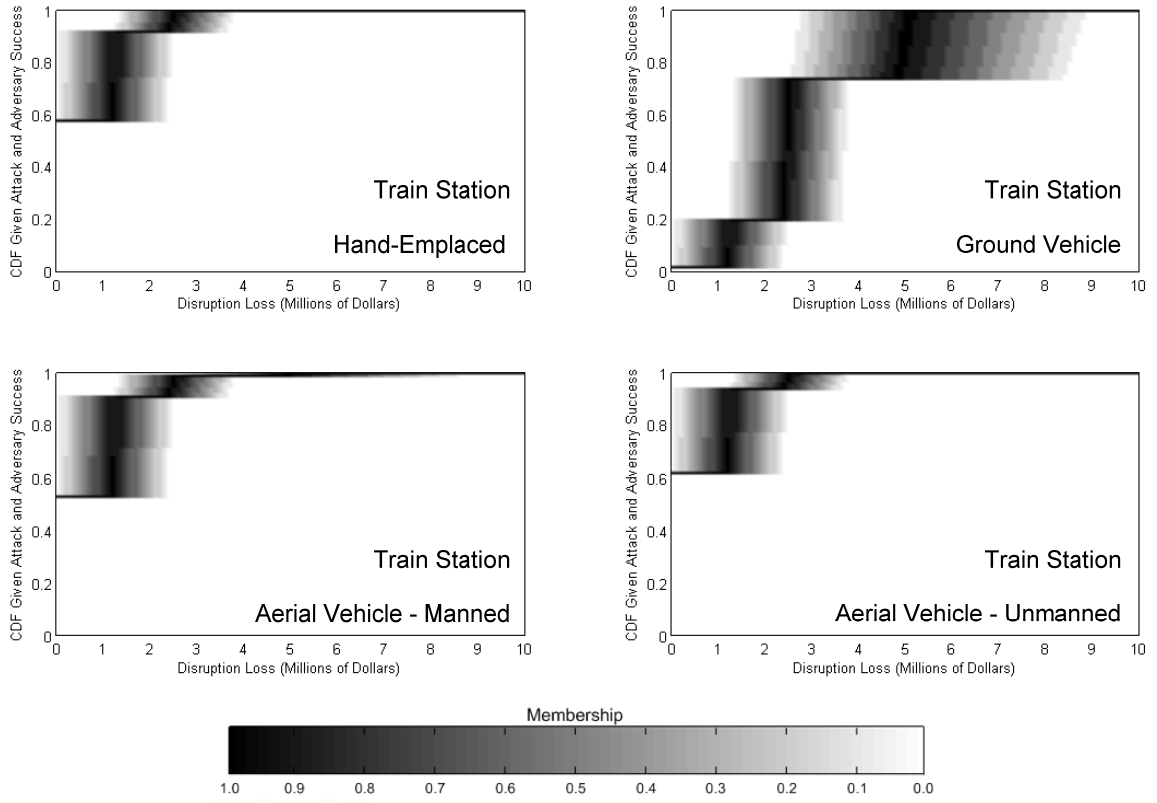 CDF Given Attack and Adversary Success
1
0.8
0.6
0.4
0.2
0
Train Station
Hand-Emplaced
0 1 2 3 4 5 6 7 8 9 10
Disruption Loss (Millions of Dollars)
CDF Given Attack and Adversary Success
1
0.8
0.6
0.4
0.2
0
Train Station
Ground Vehicle
0 1 2 3 4 5 6 7 8 9 10
Disruption Loss (Millions of Dollars)
CDF Given Attack and Adversary Success
1
0.8
0.6
0.4
0.2
0
Train Station
Aerial Vehicle - Manned
0 1 2 3 4 5 6 7 8 9 10
Disruption Loss (Millions of Dollars)
CDF Given Attack and Adversary Success
1
0.8
0.6
0.4
0.2
0
Train Station
Aerial Vehicle - Unmanned
0 1 2 3 4 5 6 7 8 9 10
Disruption Loss (Millions of Dollars)
Membership
1.0 0.9 0.8 0.7 0.6 0.5 0.4 0.3 0.2 0.1 0.0